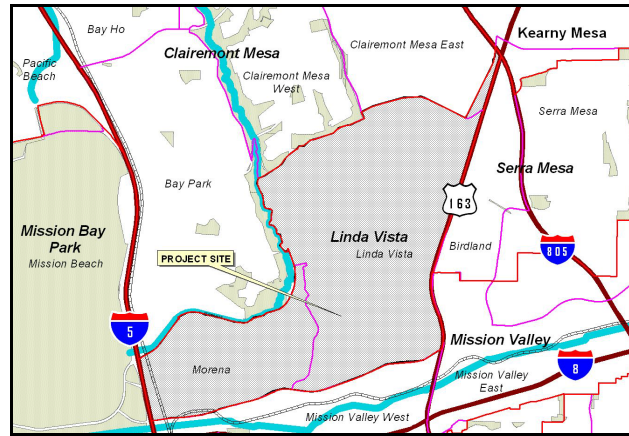 Bay Ho
Clairemont Mesa
Clairemont Mesa East
Kearny Mesa
Pacific
Beach
Clairemont Mesa
West
Serra Mesa
Serra Mesa
Bay Park
163
Mission Bay
Park
Mission Beach
Linda Vista
Linda Vista
Birdland
805
PROJECT SITE
5
Mission Valley
8
Morena
Mission Valley
East
Mission Valley West